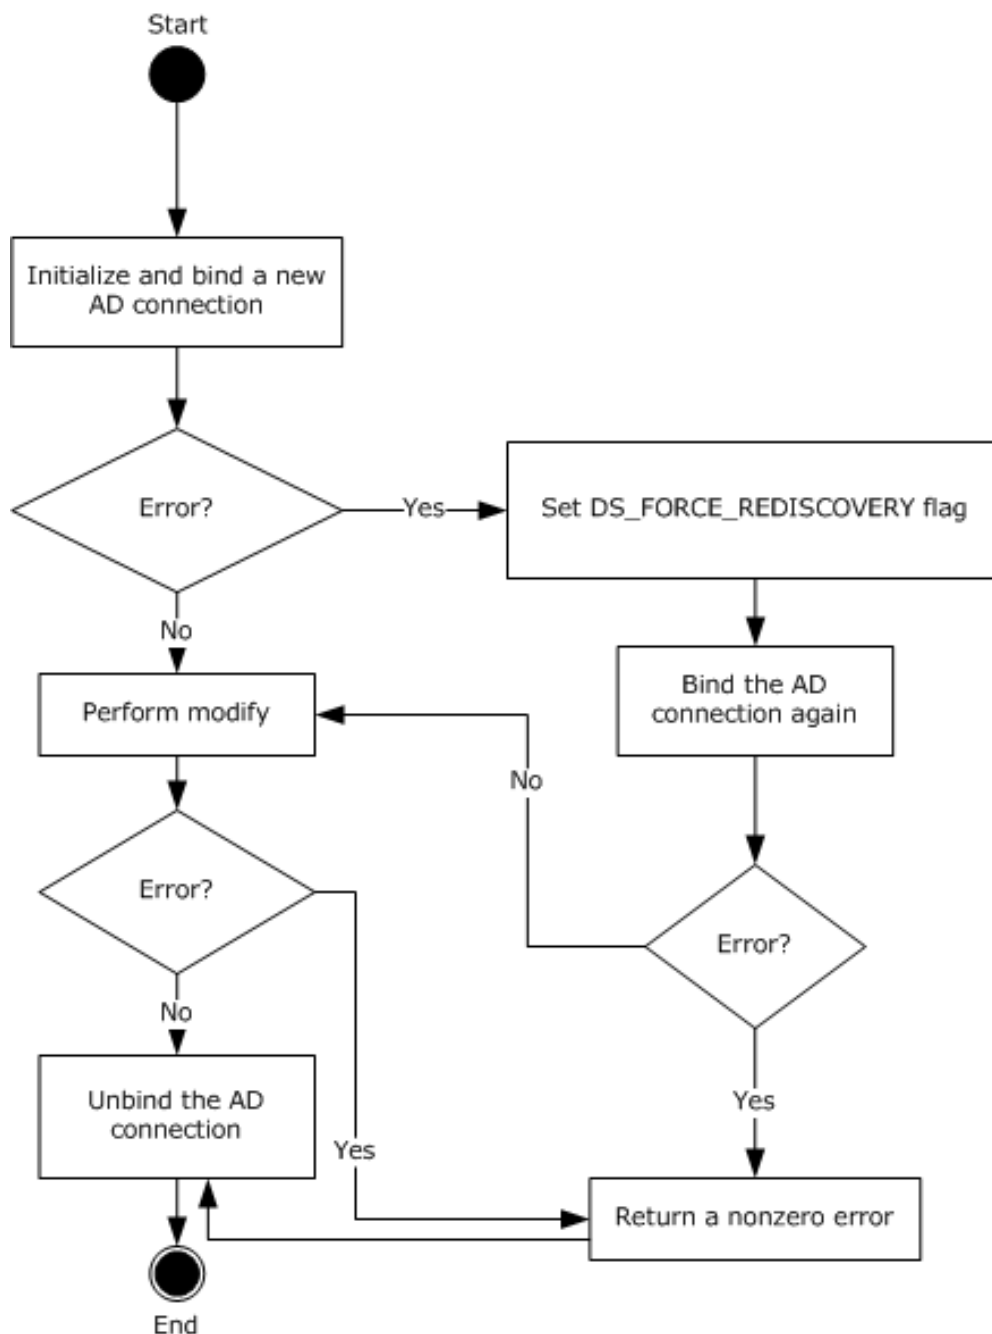 Start
Initialize and bind a new
AD connection
Error?
Yes
Set DS_FORCE_REDISCOVERY flag
No
Perform modify
Bind the AD
connection again
No
Error?
Error?
No
Unbind the AD
connection
Yes
Yes
Return a nonzero error
End